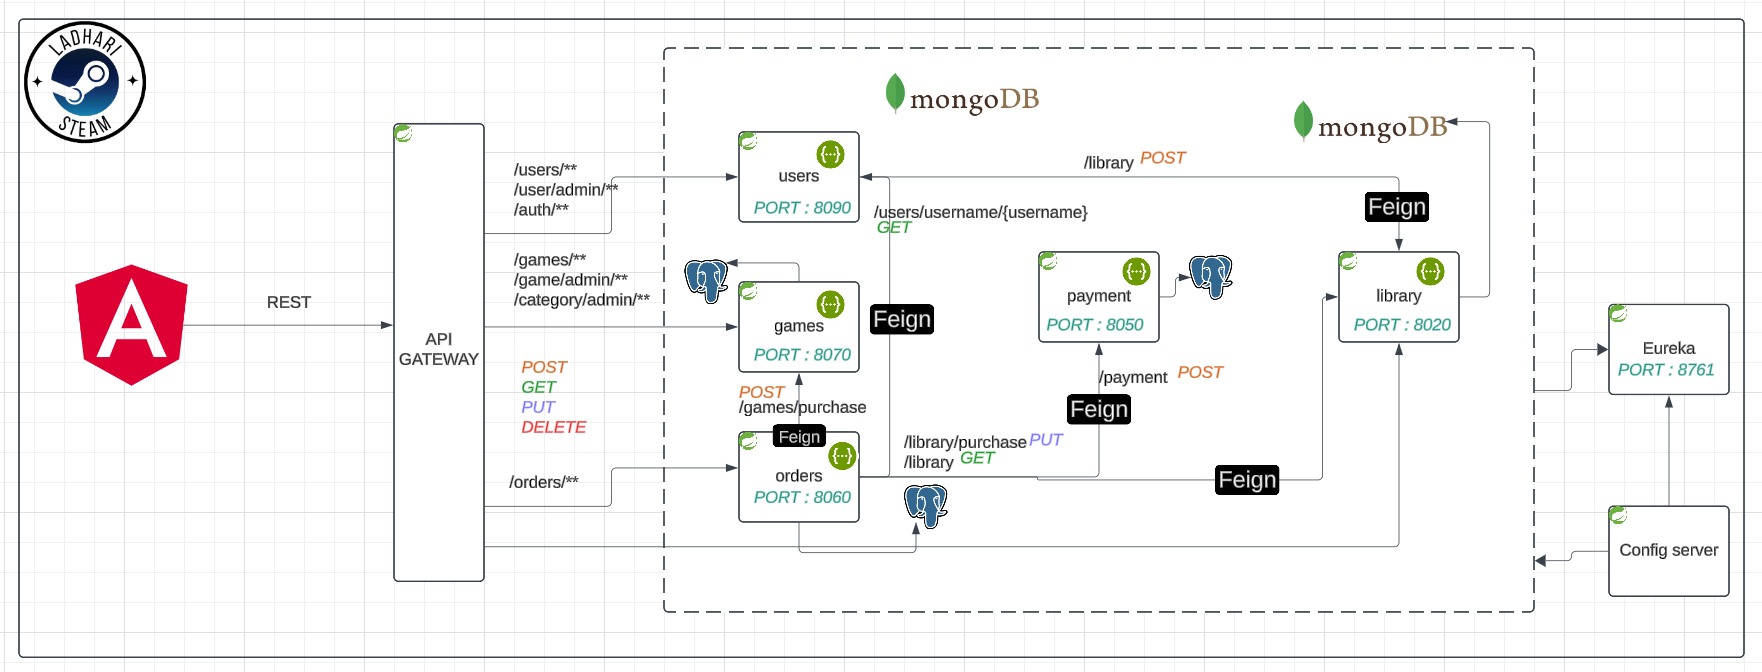 LADHARI
STEAM
REST
API
GATEWAY
/users/**
/user/admin/**
/auth/**
/games/**
/game/admin/**
/category/admin/**
POST
GET
PUT
DELETE
/orders/**
mongoDB
mongoDB
{···}
users
PORT : 8090
/library POST
Feign
/users/username/{username}
GET
{···}
games
PORT : 8070
Feign
{···}
payment
PORT : 8050
{···}
library
PORT : 8020
POST
/games/purchase
Feign
{···}
orders
PORT : 8060
/payment POST
Feign
/library/purchase PUT
/library GET
Feign
Eureka
PORT : 8761
Config server